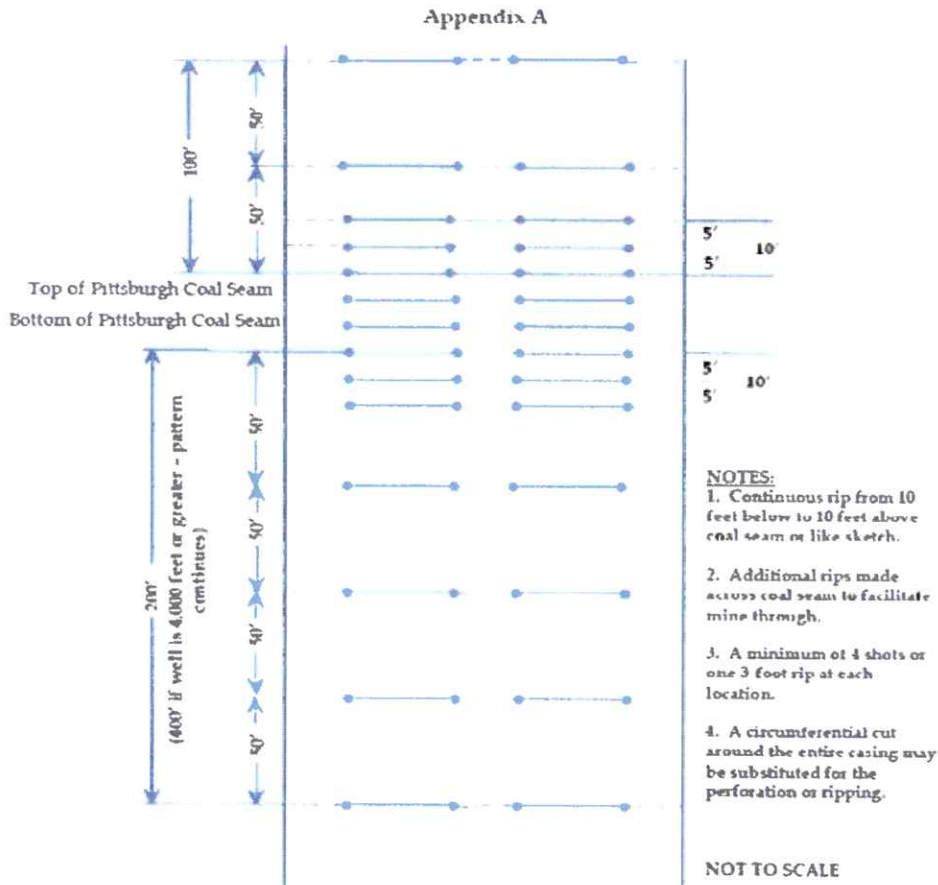 Appendix A
100'
50'
50'
5'
5'
10'
Top of Pittsburgh Coal Seam
Bottom of Pittsburgh Coal Seam
5'
5'
10'
200'
(400' if well is 4,000 feet or greater - pattern
continues)
50'
50'
50'
50'
NOTES:
1. Continuous rip from 10
feet below to 10 feet above
coal seam or like sketch.
2. Additional rips made
across coal seam to facilitate
mine through.
3. A minimum of 4 shots or
one 3 foot rip at each
location.
4. A circumferential cut
around the entire casing may
be substituted for the
perforation or ripping.
NOT TO SCALE